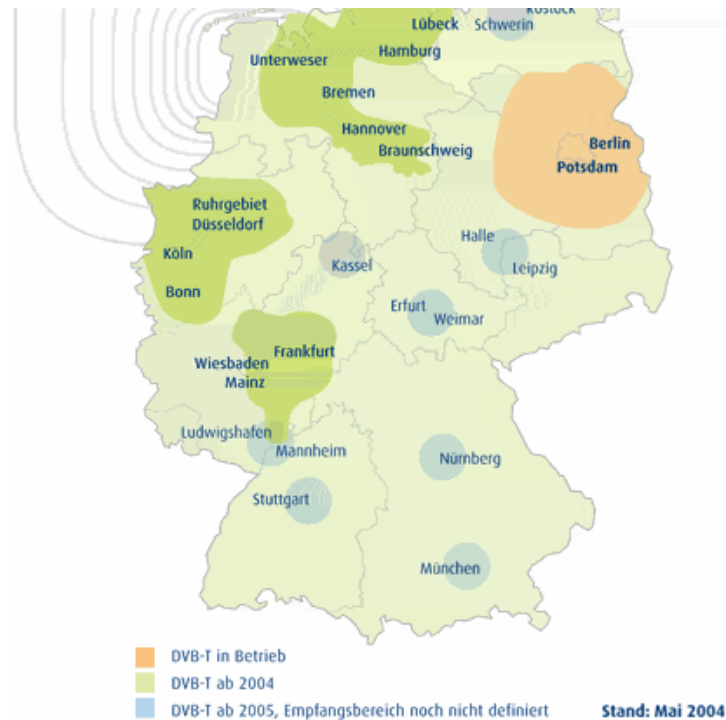 Rostock
Lübeck
Schwerin
Hamburg
Unterweser
Bremen
Hannover
Braunschweig
Berlin
Potsdam
Ruhrgebiet
Düsseldorf
Halle
Köln
Kassel
Leipzig
Bonn
Erfurt
Weimar
Frankfurt
Wiesbaden
Mainz
Ludwigshafen
Mannheim
Nürnberg
Stuttgart
München
DVB-T in Betrieb
DVB-T ab 2004
DVB-T ab 2005, Empfangsbereich noch nicht definiert
Stand: Mai 2004